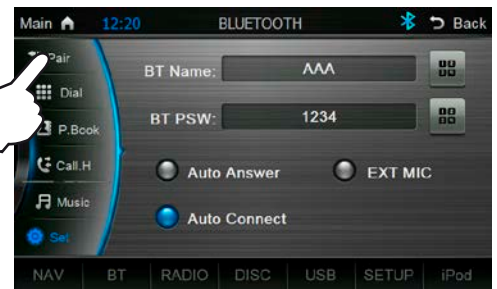 Main 12:20 BLUETOOTH Back
Pair
Dial
P.Book
Call.H
Music
Set
BT Name: AAA
BT PSW: 1234
Auto Answer EXT MIC
Auto Connect
NAV BT RADIO DISC USB SETUP iPod